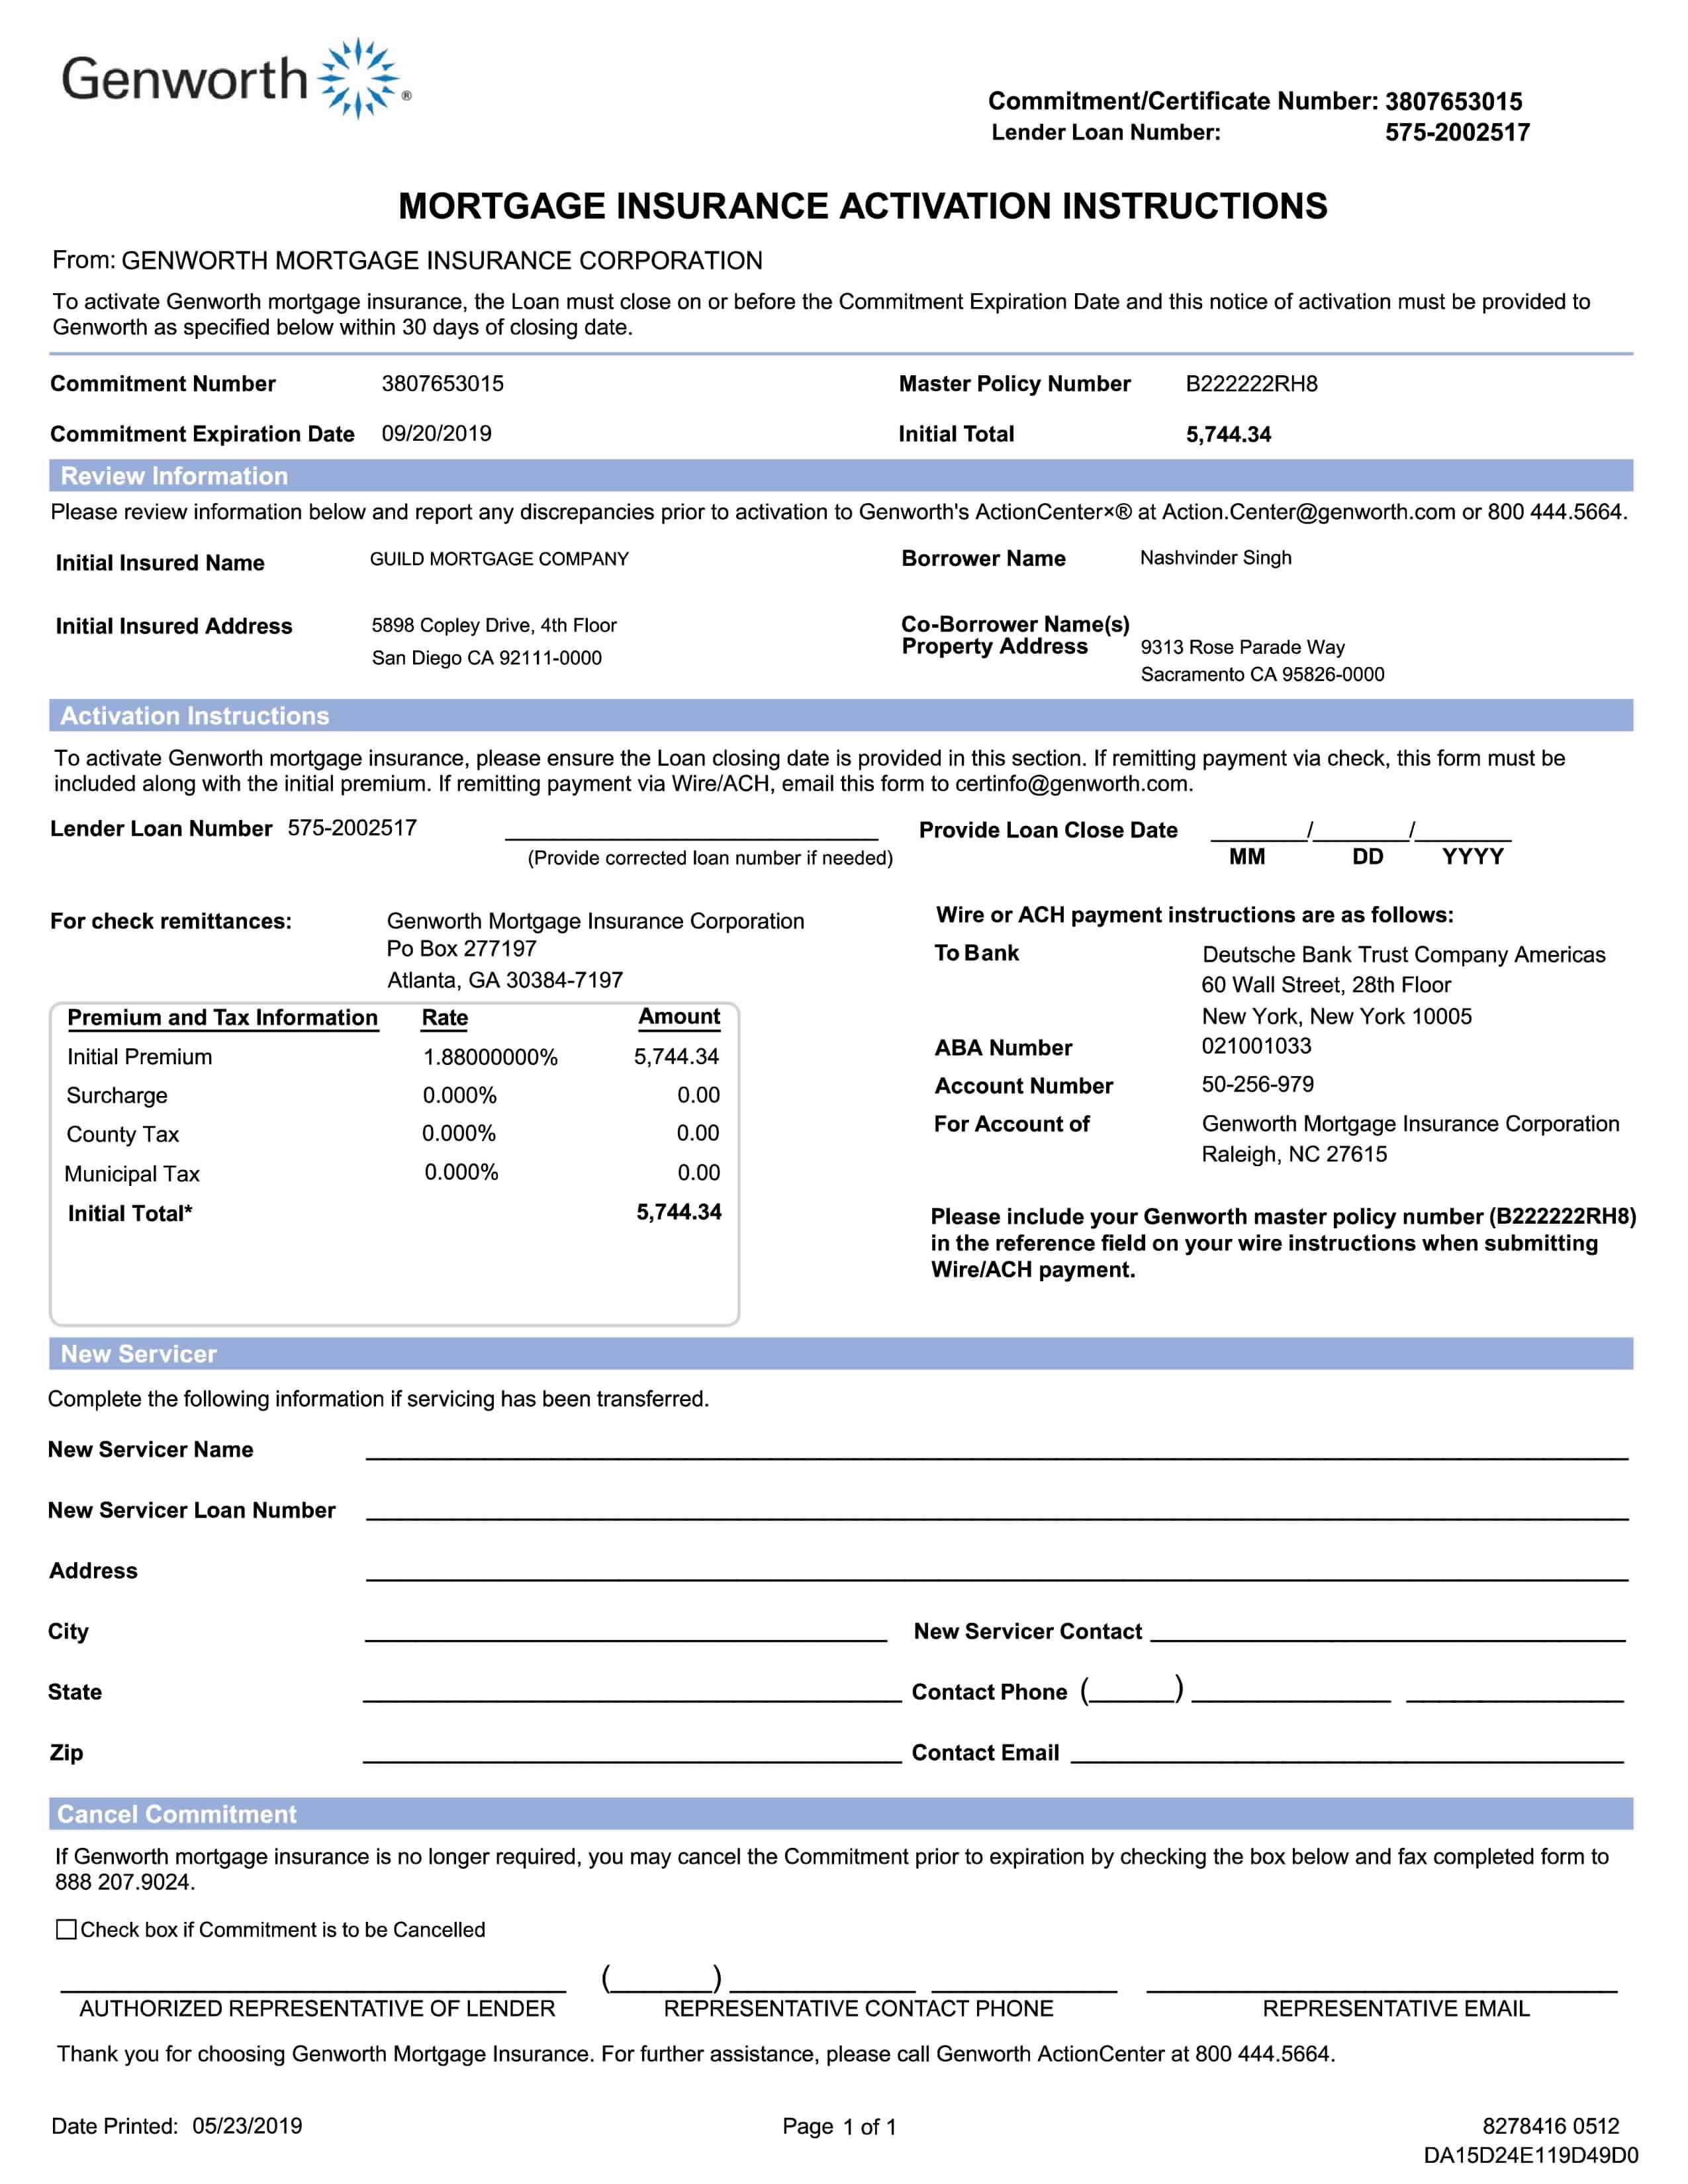 Genworth ®
Commitment/Certificate Number: 3807653015
Lender Loan Number: 575-2002517
MORTGAGE INSURANCE ACTIVATION INSTRUCTIONS
From: GENWORTH MORTGAGE INSURANCE CORPORATION
To activate Genworth mortgage insurance, the Loan must close on or before the Commitment Expiration Date and this notice of activation must be provided to
Genworth as specified below within 30 days of closing date.
Commitment Number 3807653015 Master Policy Number B222222RH8
Commitment Expiration Date 09/20/2019 Initial Total 5,744.34
Review Information
Please review information below and report any discrepancies prior to activation to Genworth's ActionCenter×® at Action.Center@genworth.com or 800 444.5664.
Initial Insured Name GUILD MORTGAGE COMPANY Borrower Name Nashvinder Singh
Initial Insured Address 5898 Copley Drive, 4th Floor Co-Borrower Name(s)
San Diego CA 92111-0000 Property Address 9313 Rose Parade Way
Sacramento CA 95826-0000
Activation Instructions
To activate Genworth mortgage insurance, please ensure the Loan closing date is provided in this section. If remitting payment via check, this form must be
included along with the initial premium. If remitting payment via Wire/ACH, email this form to certinfo@genworth.com.
Lender Loan Number 575-2002517 Provide Loan Close Date / /
(Provide corrected loan number if needed) MM DD YYYY
For check remittances: Genworth Mortgage Insurance Corporation
Po Box 277197
Atlanta, GA 30384-7197
Premium and Tax Information Rate Amount
Initial Premium 1.88000000% 5,744.34
Surcharge 0.000% 0.00
County Tax 0.000% 0.00
Municipal Tax 0.000% 0.00
Initial Total* 5,744.34
Wire or ACH payment instructions are as follows:
To Bank Deutsche Bank Trust Company Americas
60 Wall Street, 28th Floor
New York, New York 10005
ABA Number 021001033
Account Number 50-256-979
For Account of Genworth Mortgage Insurance Corporation
Raleigh, NC 27615
Please include your Genworth master policy number (B222222RH8)
in the reference field on your wire instructions when submitting
Wire/ACH payment.
New Servicer
Complete the following information if servicing has been transferred.
New Servicer Name
New Servicer Loan Number
Address
City New Servicer Contact
State Contact Phone ( )
Zip Contact Email
Cancel Commitment
If Genworth mortgage insurance is no longer required, you may cancel the Commitment prior to expiration by checking the box below and fax completed form to
888 207.9024.
Check box if Commitment is to be Cancelled
( )
AUTHORIZED REPRESENTATIVE OF LENDER REPRESENTATIVE CONTACT PHONE REPRESENTATIVE EMAIL
Thank you for choosing Genworth Mortgage Insurance. For further assistance, please call Genworth ActionCenter at 800 444.5664.
Date Printed: 05/23/2019 Page 1 of 1 8278416 0512
DA15D24E119D49D0